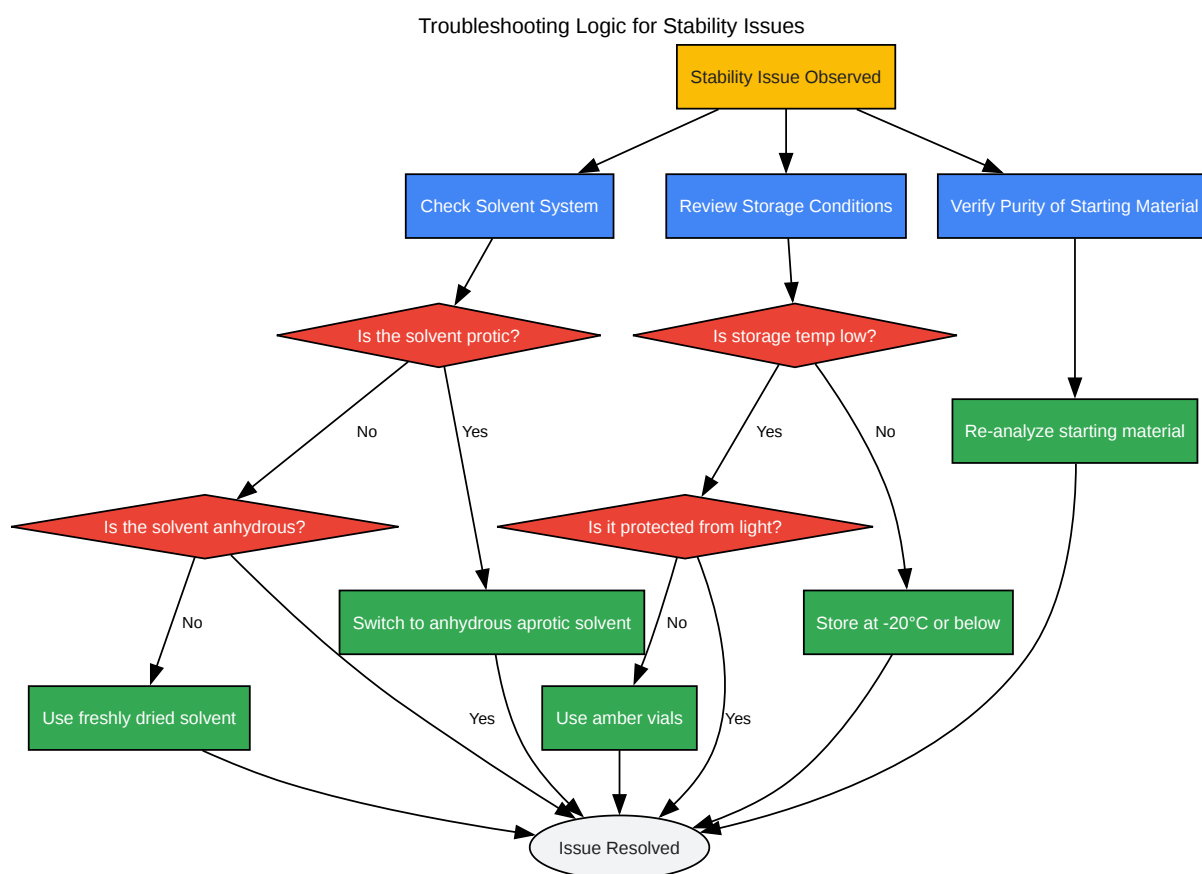 Troubleshooting Logic for Stability Issues
Stability Issue Observed
Check Solvent System
Review Storage Conditions
Verify Purity of Starting Material
Is the solvent protic?
Is storage temp low?
No
Yes
Yes
No
Re-analyze starting material
Is the solvent anhydrous?
Is it protected from light?
No
Switch to anhydrous aprotic solvent
No
Store at -20°C or below
Use freshly dried solvent
Yes
Use amber vials
Yes
Issue Resolved